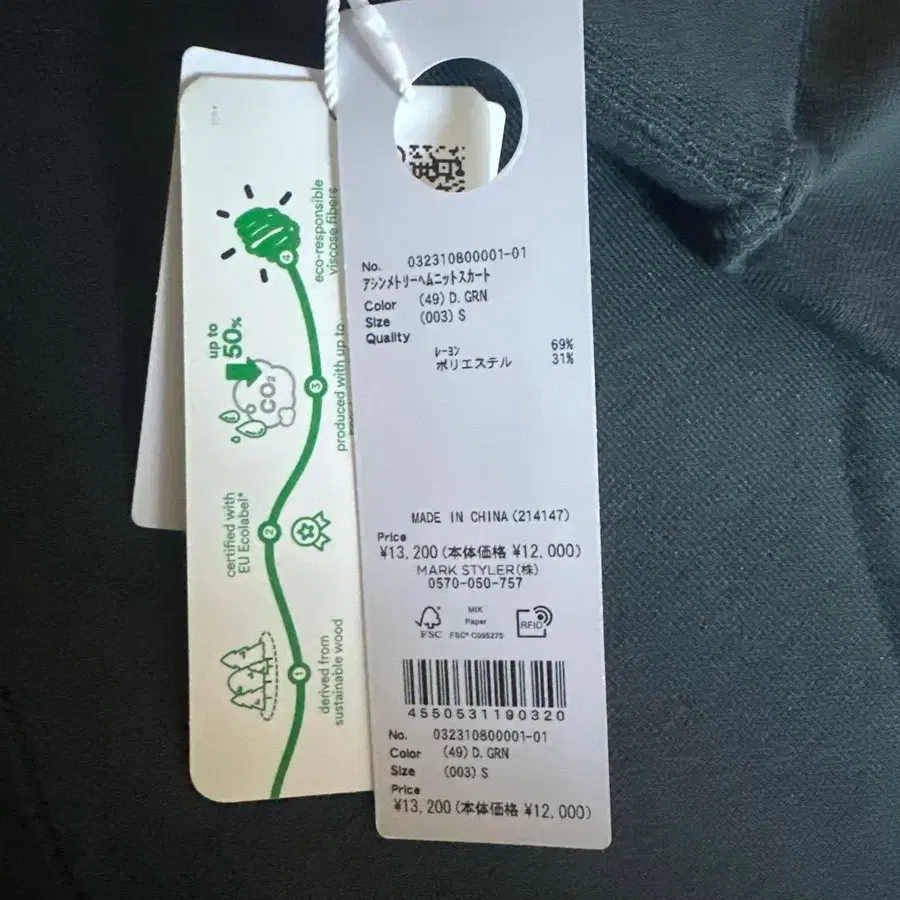 eco-responsible
viscose fibers
up to
50%
CO₂
4
3
produced with up to
certified with
EU Ecolabel*
2
derived from
sustainable wood
1
No. 032310800001-01
アシンメトリーヘムニットスカート
Color (49) D. GRN
Size (003) S
Quality
レーヨン 69%
ポリエステル 31%
MADE IN CHINA (214147)
Price
¥13,200 (本体価格 ¥12,000)
MARK STYLER(株)
0570-050-757
FSC
MIX
Paper
FSC® C095275
RFID
4550531190320
No. 032310800001-01
Color (49) D. GRN
Size (003) S
Price
¥13,200 (本体価格 ¥12,000)